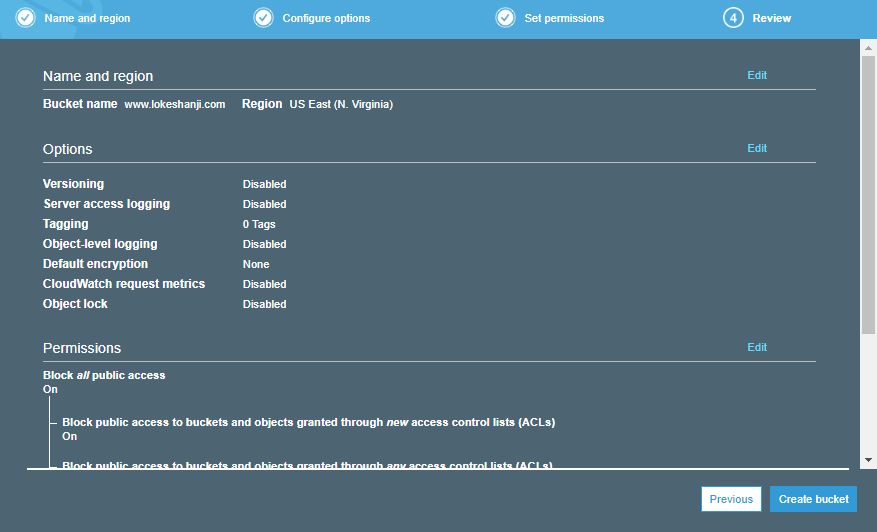 Name and region Configure options Set permissions 4 Review
Name and region Edit
Bucket name www.lokeshanji.com Region US East (N. Virginia)
Options Edit
Versioning Disabled
Server access logging Disabled
Tagging 0 Tags
Object-level logging Disabled
Default encryption None
CloudWatch request metrics Disabled
Object lock Disabled
Permissions Edit
Block all public access
On
Block public access to buckets and objects granted through new access control lists (ACLs)
On
Block public access to buckets and objects granted through any access control lists (ACLs)
Previous Create bucket